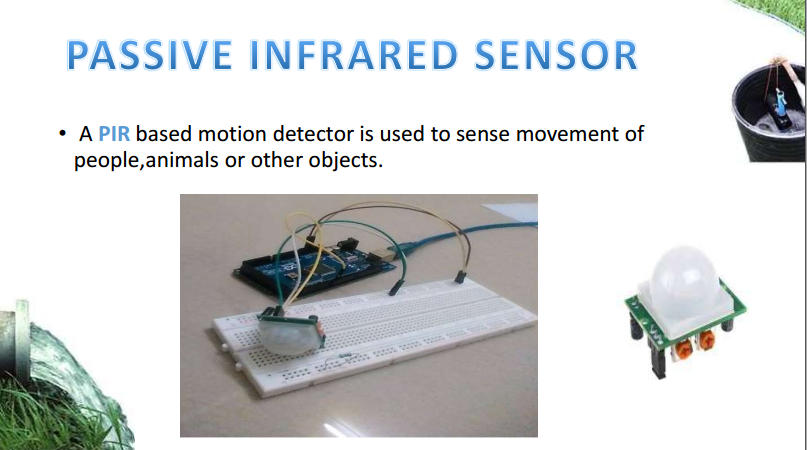 PASSIVE INFRARED SENSOR
• A PIR based motion detector is used to sense movement of
people,animals or other objects.